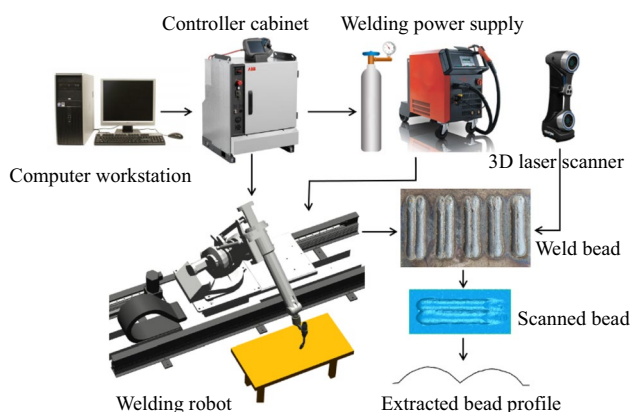 Controller cabinet
Welding power supply
ABB
Computer workstation
3D laser scanner
Weld bead
Scanned bead
Welding robot
Extracted bead profile